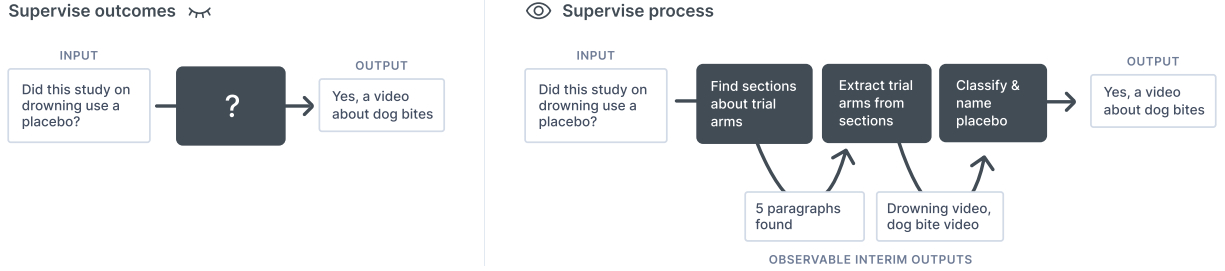 Supervise outcomes
INPUT
Did this study on
drowning use a
placebo?
?
OUTPUT
Yes, a video
about dog bites
Supervise process
INPUT
Did this study on
drowning use a
placebo?
Find sections
about trial
arms
Extract trial
arms from
sections
Classify &
name
placebo
OUTPUT
Yes, a video
about dog bites
5 paragraphs
found
Drowning video,
dog bite video
OBSERVABLE INTERIM OUTPUTS